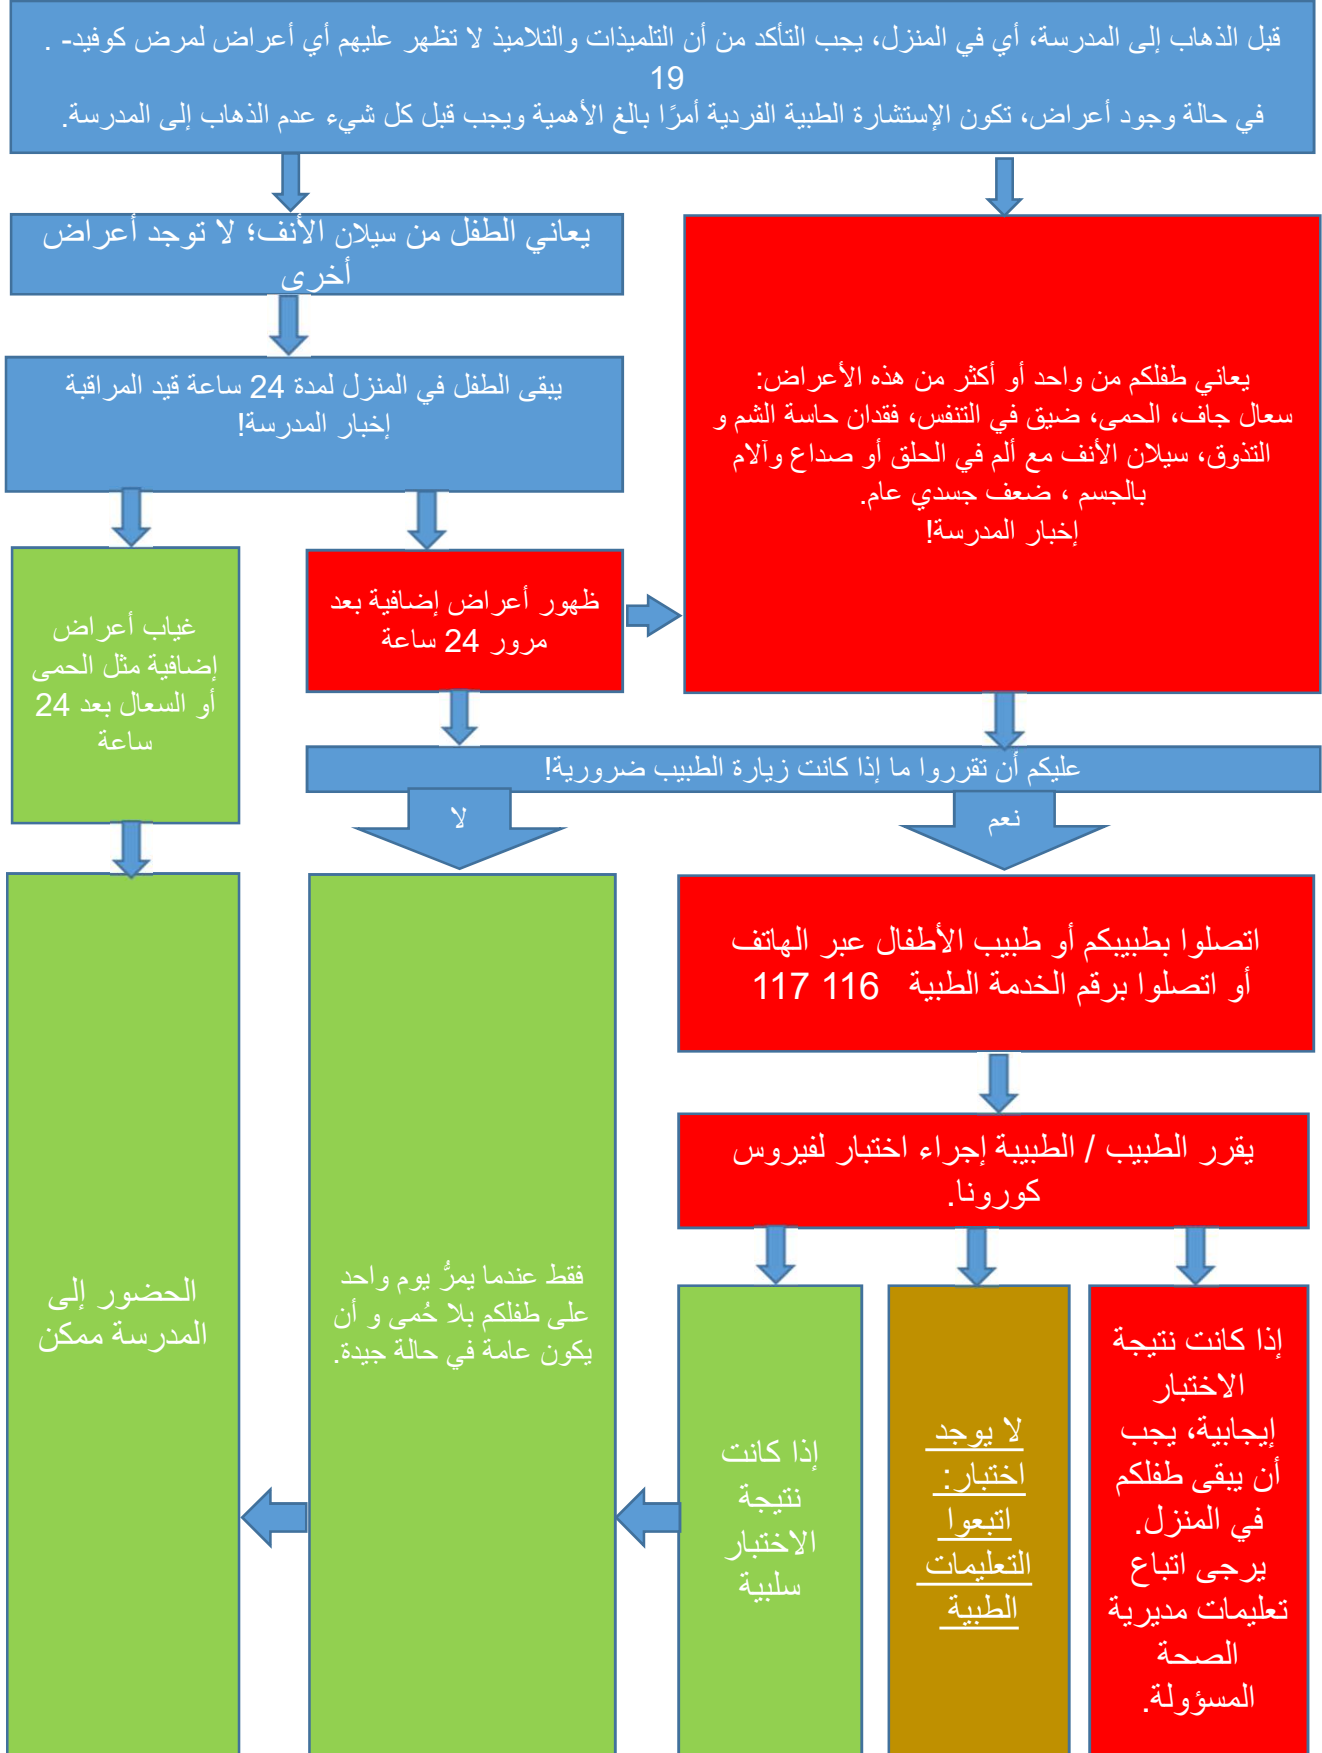 قبل الذهاب إلى المدرسة، أي في المنزل، يجب التأكد من أن التلميذات والتلاميذ لا تظهر عليهم أي أعراض لمرض كوفيد- .
19
في حالة وجود أعراض، تكون الإستشارة الطبية الفردية أمرًا بالغ الأهمية ويجب قبل كل شيء عدم الذهاب إلى المدرسة.
يعاني الطفل من سيلان الأنف؛ لا توجد أعراض
أخرى
يبقى الطفل في المنزل لمدة 24 ساعة قيد المراقبة
إخبار المدرسة!
يعاني طفلكم من واحد أو أكثر من هذه الأعراض:
سعال جاف، الحمى، ضيق في التنفس، فقدان حاسة الشم و
التذوق، سيلان الأنف مع ألم في الحلق أو صداع وآلام
بالجسم ، ضعف جسدي عام.
إخبار المدرسة!
ظهور أعراض إضافية بعد
مرور 24 ساعة
غياب أعراض
إضافية مثل الحمى
أو السعال بعد 24
ساعة
عليكم أن تقرروا ما إذا كانت زيارة الطبيب ضرورية!
نعم
لا
اتصلوا بطبيبكم أو طبيب الأطفال عبر الهاتف
أو اتصلوا برقم الخدمة الطبية 116 117
يقرر الطبيب / الطبيبة إجراء اختبار لفيروس
كورونا.
إذا كانت نتيجة
الاختبار
إيجابية، يجب
أن يبقى طفلكم
في المنزل.
يرجى اتباع
تعليمات مديرية
الصحة
المسؤولة.
لا يوجد
اختبار:
اتبعوا
التعليمات
الطبية
إذا كانت
نتيجة
الاختبار
سلبية
فقط عندما يمرُّ يوم واحد
على طفلكم بلا حُمى و أن
يكون عامة في حالة جيدة.
الحضور إلى
المدرسة ممكن